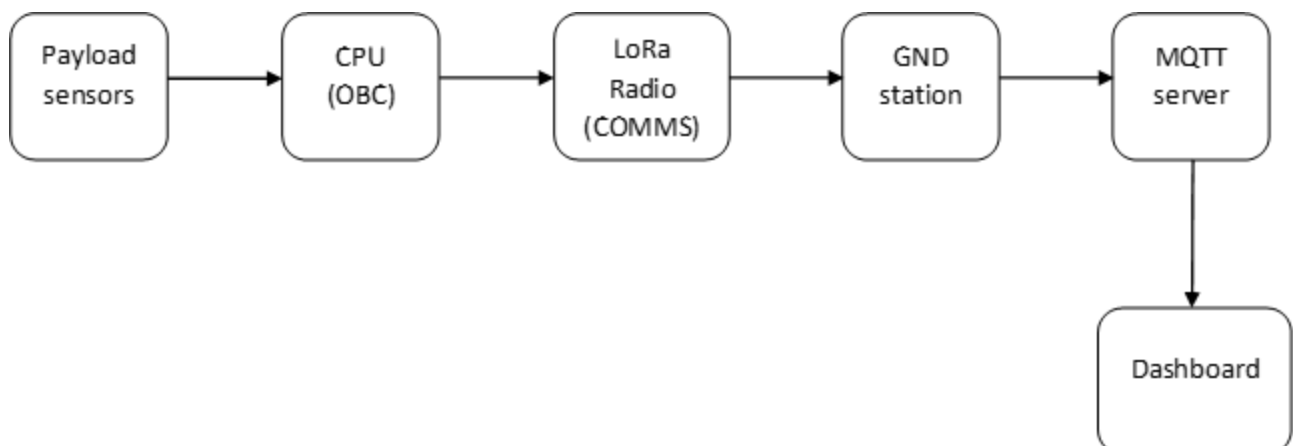 Payload
sensors
CPU
(OBC)
LoRa
Radio
(COMMS)
GND
station
MQTT
server
Dashboard